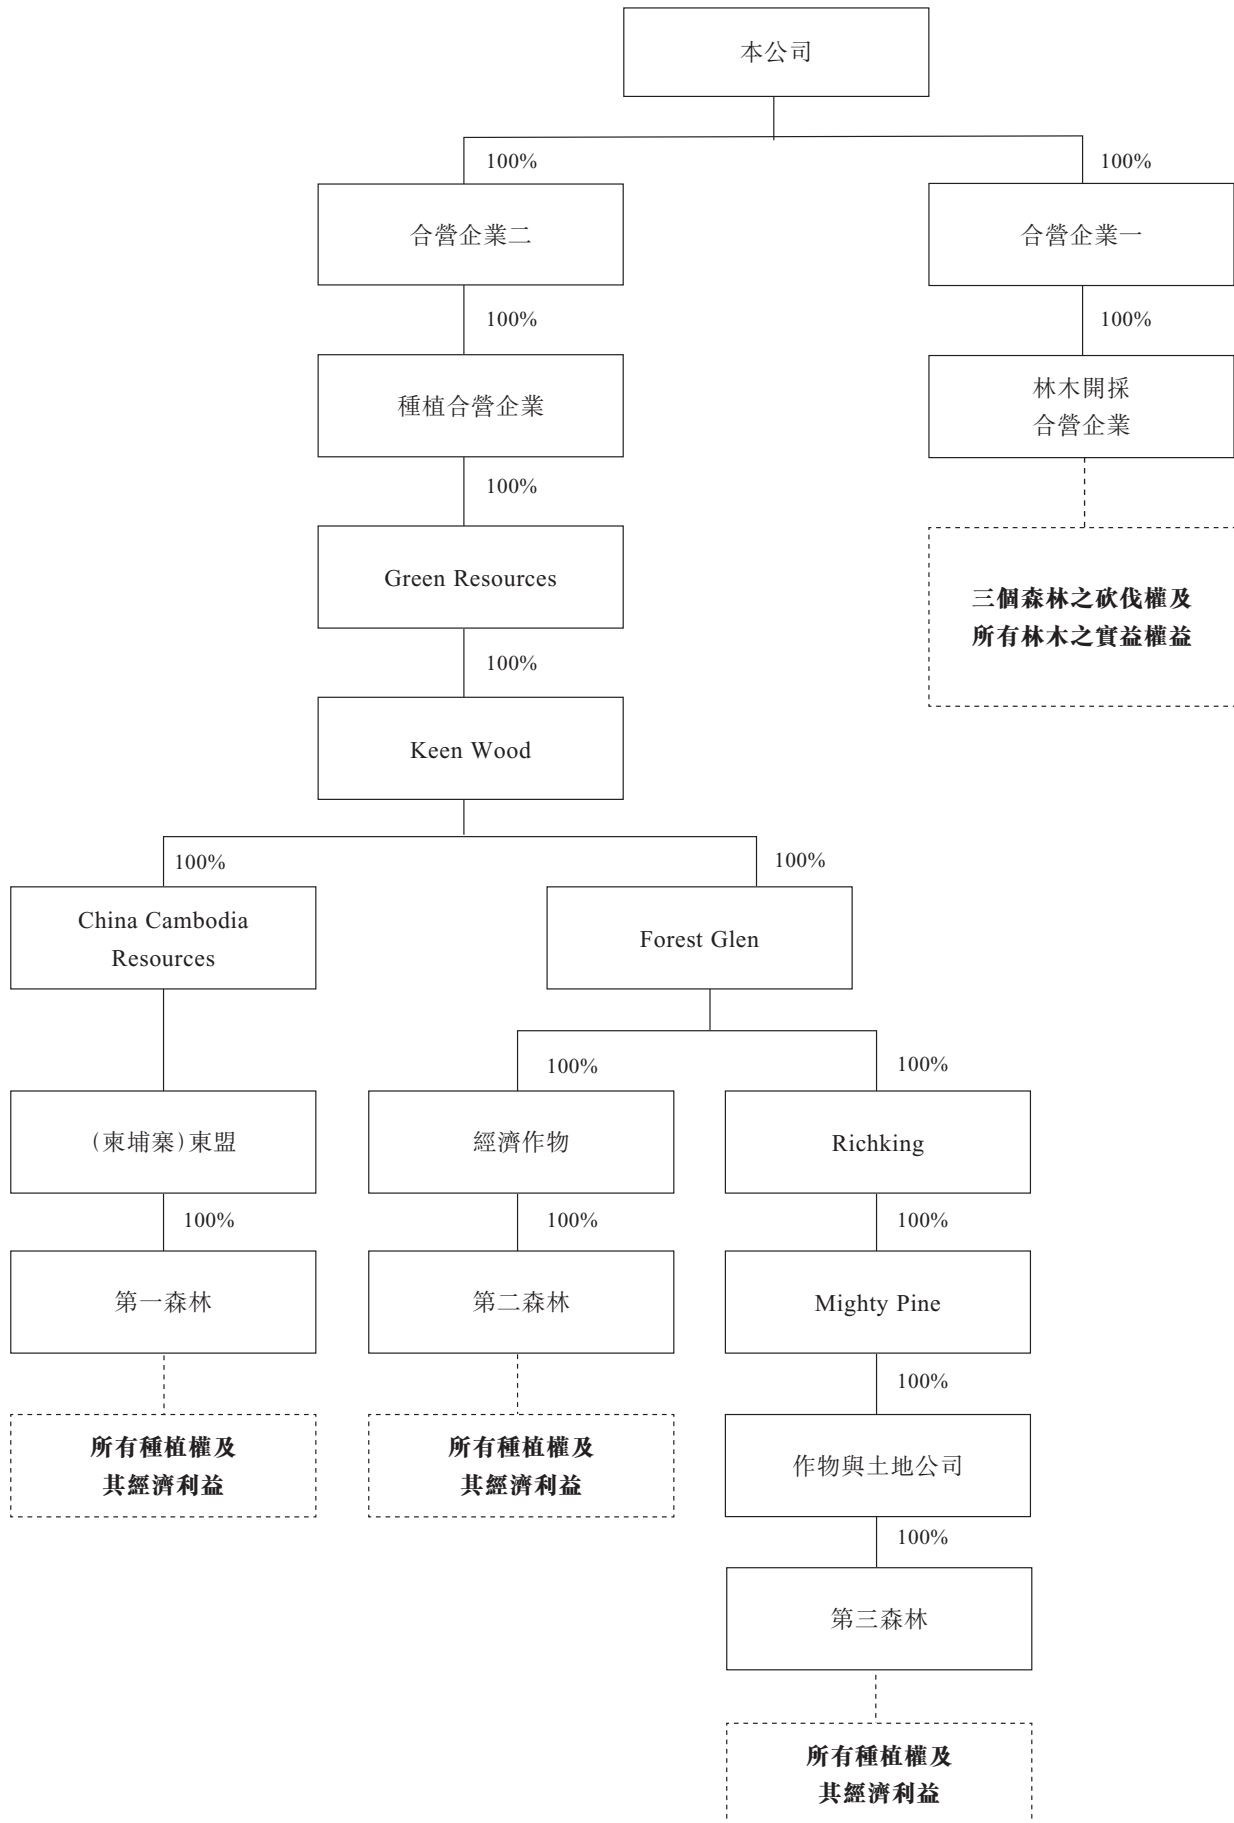 本公司
100%
100%
合營企業二
合營企業一
100%
100%
種植合營企業
林木開採
合營企業
100%
Green Resources
三個森林之砍伐權及
所有林木之實益權益
100%
Keen Wood
100%
100%
China Cambodia
Resources
Forest Glen
100%
100%
(柬埔寨)東盟
經濟作物
Richking
100%
100%
100%
第一森林
第二森林
Mighty Pine
100%
所有種植權及
其經濟利益
所有種植權及
其經濟利益
作物與土地公司
100%
第三森林
所有種植權及
其經濟利益